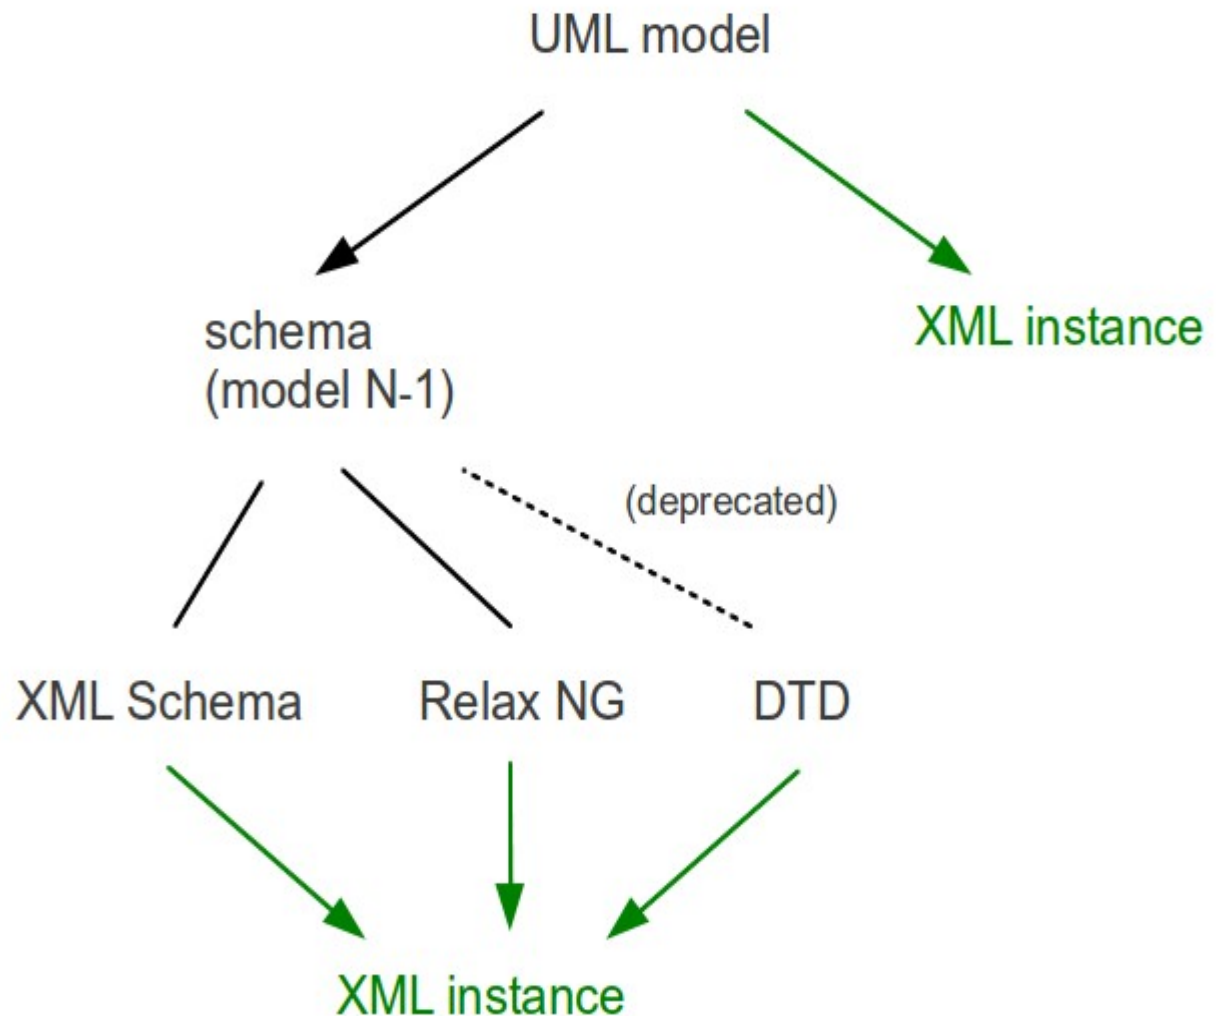 UML model
XML instance
schema
(model N-1)
(deprecated)
XML Schema
Relax NG
DTD
XML instance